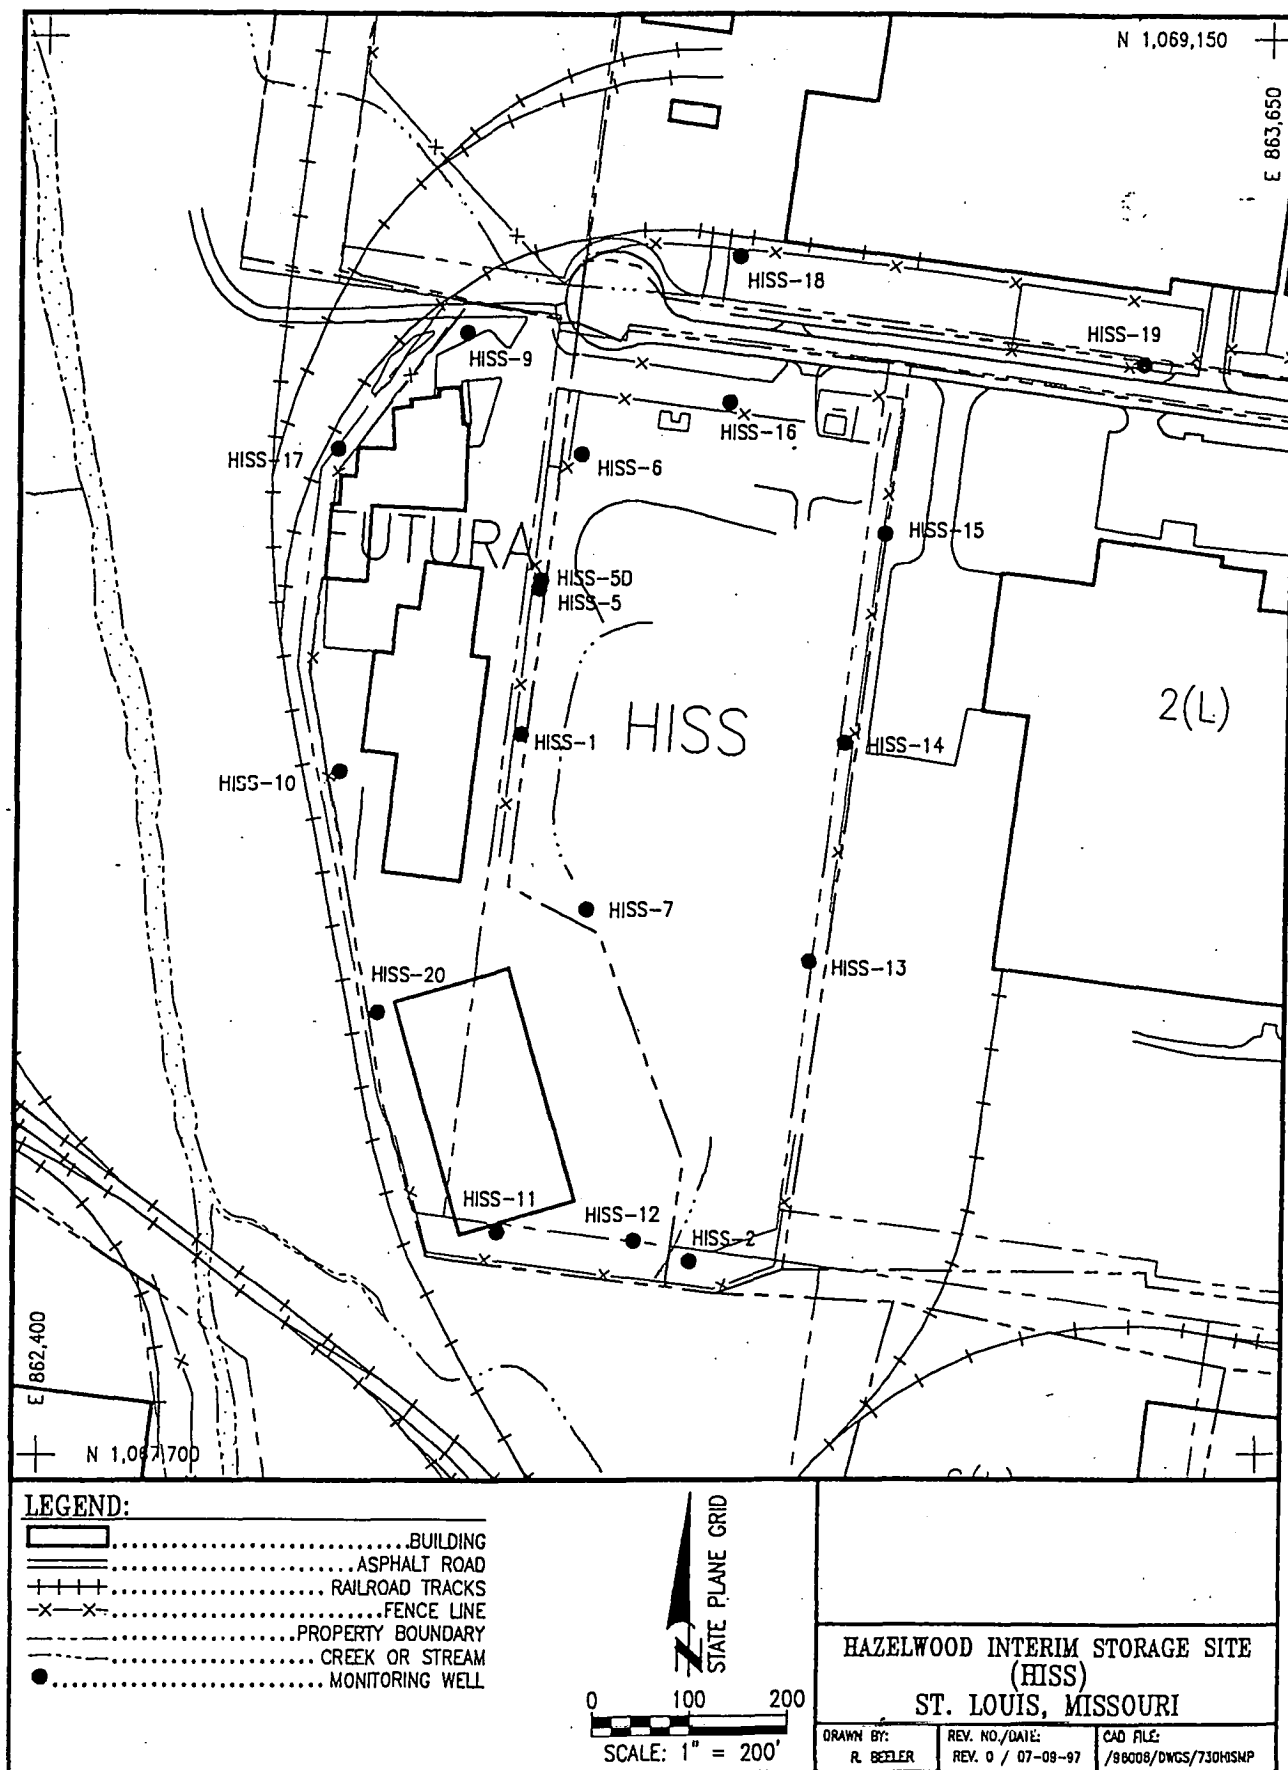 N 1,069,150
E 863,650
HISS-18
HISS-19
HISS-9
HISS-16
HISS-17
HISS-6
FUTURA
HISS-15
HISS-5D
HISS-5
HISS
2(L)
HISS-1
HISS-14
HISS-10
HISS-7
HISS-13
HISS-20
HISS-11
HISS-12
HISS-2
E 862,400
N 1,067,700
LEGEND:
BUILDING
ASPHALT ROAD
RAILROAD TRACKS
FENCE LINE
PROPERTY BOUNDARY
CREEK OR STREAM
MONITORING WELL
STATE PLANE GRID
N
0 100 200
SCALE: 1" = 200'
HAZELWOOD INTERIM STORAGE SITE
(HISS)
ST. LOUIS, MISSOURI
DRAWN BY:
R. BEELER
REV. NO./DATE:
REV. 0 / 07-09-97
CAD FILE:
/96006/DWGS/730HISMP